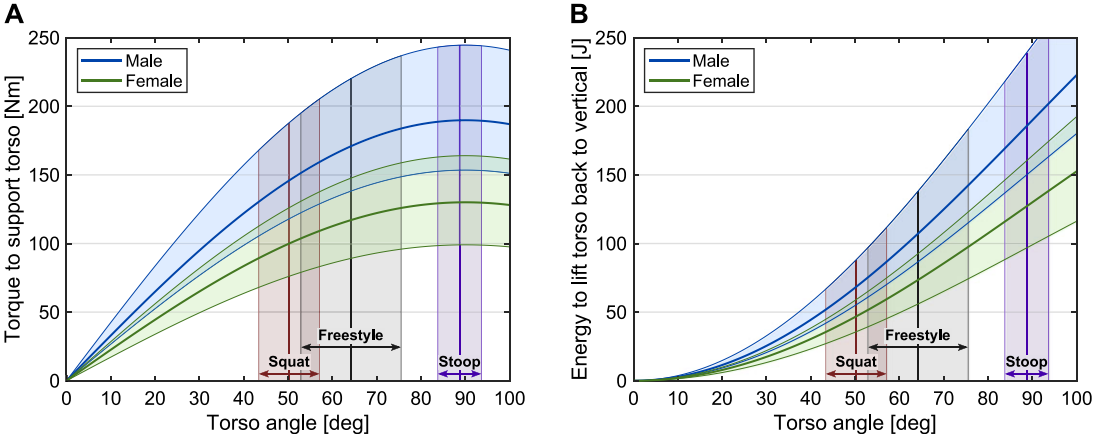 A
Torque to support torso [Nm]
250
200
150
100
50
0
Male
Female
Freestyle
Squat
Stoop
0 10 20 30 40 50 60 70 80 90 100
Torso angle [deg]
B
Energy to lift torso back to vertical [J]
250
200
150
100
50
0
Male
Female
Freestyle
Squat
Stoop
0 10 20 30 40 50 60 70 80 90 100
Torso angle [deg]